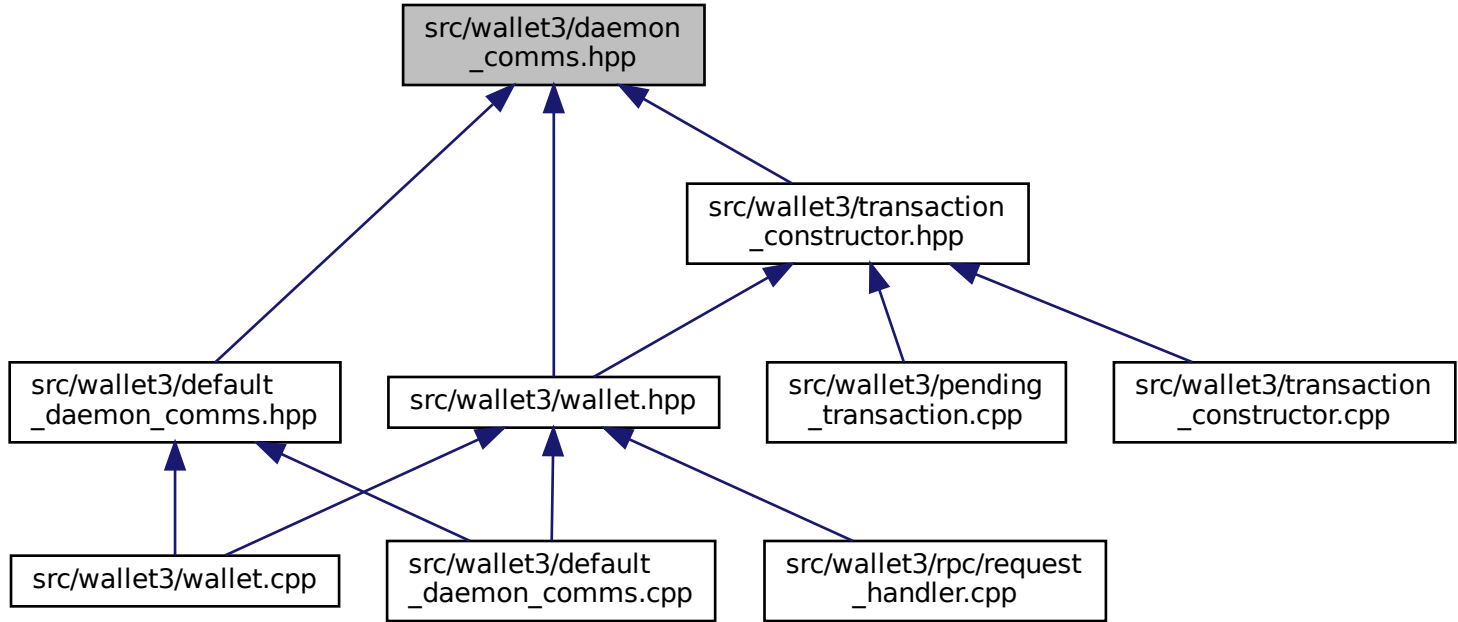 src/wallet3/daemon
_comms.hpp
src/wallet3/transaction
_constructor.hpp
src/wallet3/default
_daemon_comms.hpp
src/wallet3/wallet.hpp
src/wallet3/pending
_transaction.cpp
src/wallet3/transaction
_constructor.cpp
src/wallet3/wallet.cpp
src/wallet3/default
_daemon_comms.cpp
src/wallet3/rpc/request
_handler.cpp